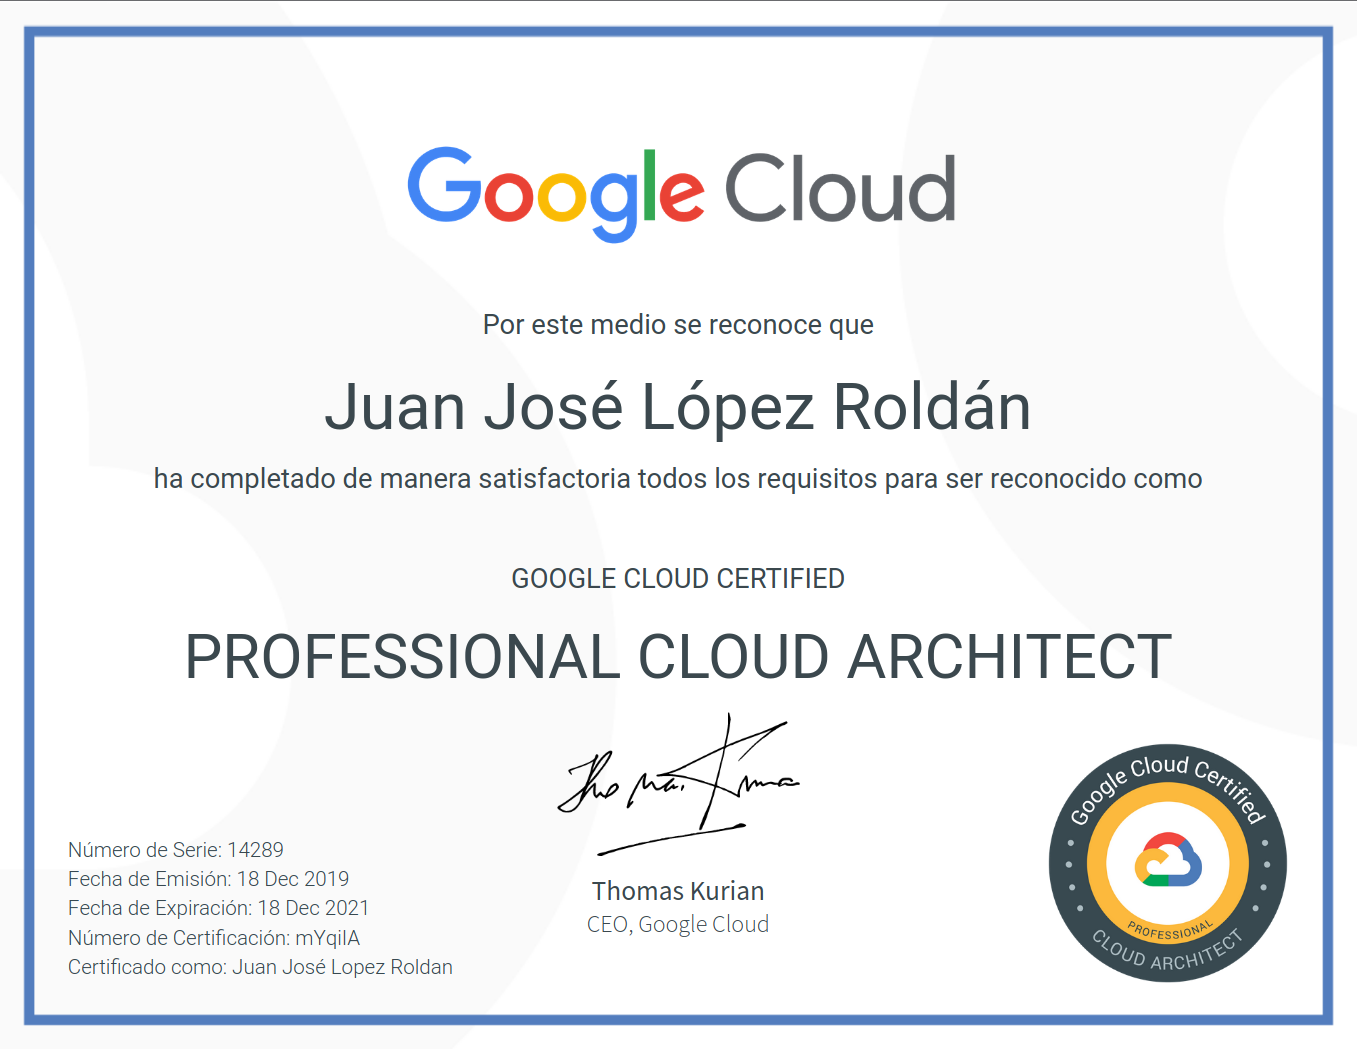 Google Cloud
Por este medio se reconoce que
Juan José López Roldán
ha completado de manera satisfactoria todos los requisitos para ser reconocido como
GOOGLE CLOUD CERTIFIED
PROFESSIONAL CLOUD ARCHITECT
Número de Serie: 14289
Fecha de Emisión: 18 Dec 2019
Fecha de Expiración: 18 Dec 2021
Número de Certificación: mYqiIA
Certificado como: Juan José Lopez Roldan
Thomas Kurian
CEO, Google Cloud
Google Cloud Certified
PROFESSIONAL
CLOUD ARCHITECT